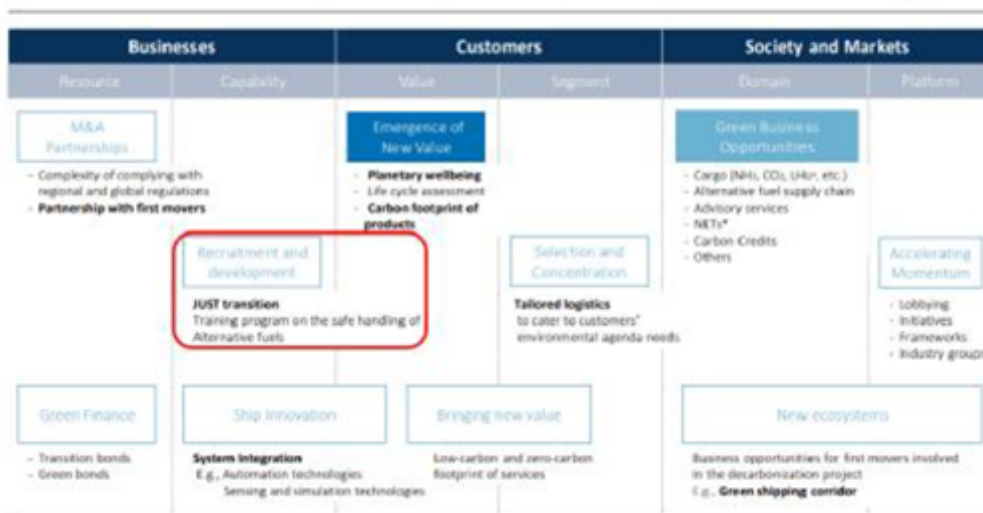 Businesses
Customers
Society and Markets
Resource
Capability
Value
Segment
Domain
Platform
M&A
Partnerships
- Complexity of complying with
regional and global regulations
- Partnership with first movers
Emergence of
New Value
- Planetary wellbeing
- Life cycle assessment
- Carbon footprint of
products
Green Business
Opportunities
- Cargo (NH₃, CO₂, etc.)
- Alternative fuel supply chain
- Advisory services
- NETs*
- Carbon Credits
- Others
Recruitment and
development
JUST transition
Training program on the safe handling of
Alternative fuels
Selection and
Concentration
Tailored logistics
to cater to customers'
environmental agenda needs
Accelerating
Momentum
- Lobbying
- Initiatives
- Frameworks
- Industry groups
Green Finance
- Transition bonds
- Green bonds
Ship Innovation
System Integration
E.g., Automation technologies
Sensing and simulation technologies
Bringing new value
Low-carbon and zero-carbon
footprint of services
New ecosystems
Business opportunities for first movers involved
in the decarbonization project
E.g., Green shipping corridor